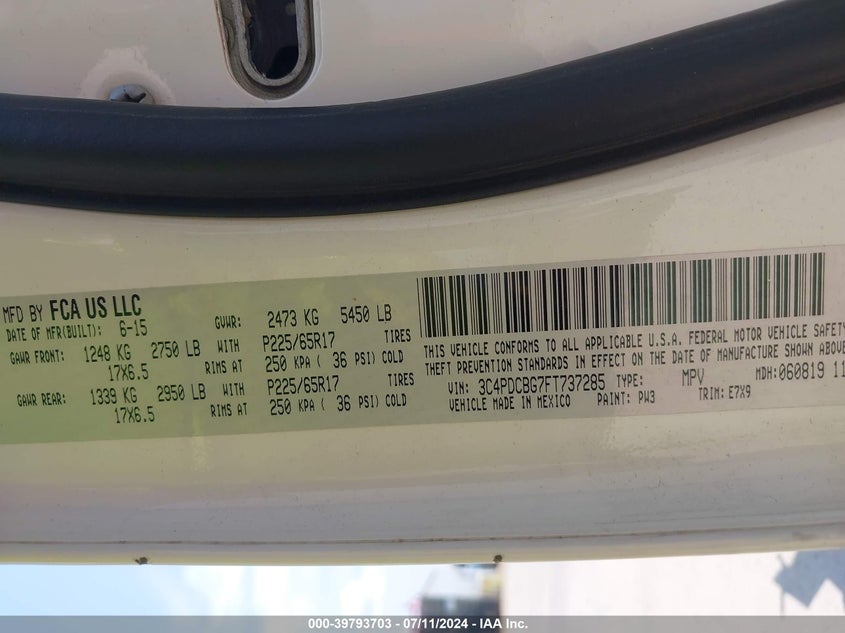 MFD BY FCA US LLC
DATE OF MFR(BUILT): 6-15 GVWR: 2473 KG 5450 LB
GAWR FRONT: 1248 KG 2750 LB WITH P225/65R17 TIRES
17X6.5 RIMS AT 250 KPA ( 36 PSI) COLD
GAWR REAR: 1339 KG 2950 LB WITH P225/65R17 TIRES
17X6.5 RIMS AT 250 KPA ( 36 PSI) COLD
THIS VEHICLE CONFORMS TO ALL APPLICABLE U.S.A. FEDERAL MOTOR VEHICLE SAFETY
THEFT PREVENTION STANDARDS IN EFFECT ON THE DATE OF MANUFACTURE SHOWN ABOVE
VIN: 3C4PDCBG7FT737285 TYPE: MPV MDH:060819 11
VEHICLE MADE IN MEXICO PAINT: PW3 TRIM: E7X9
000-39793703 - 07/11/2024 - IAA Inc.